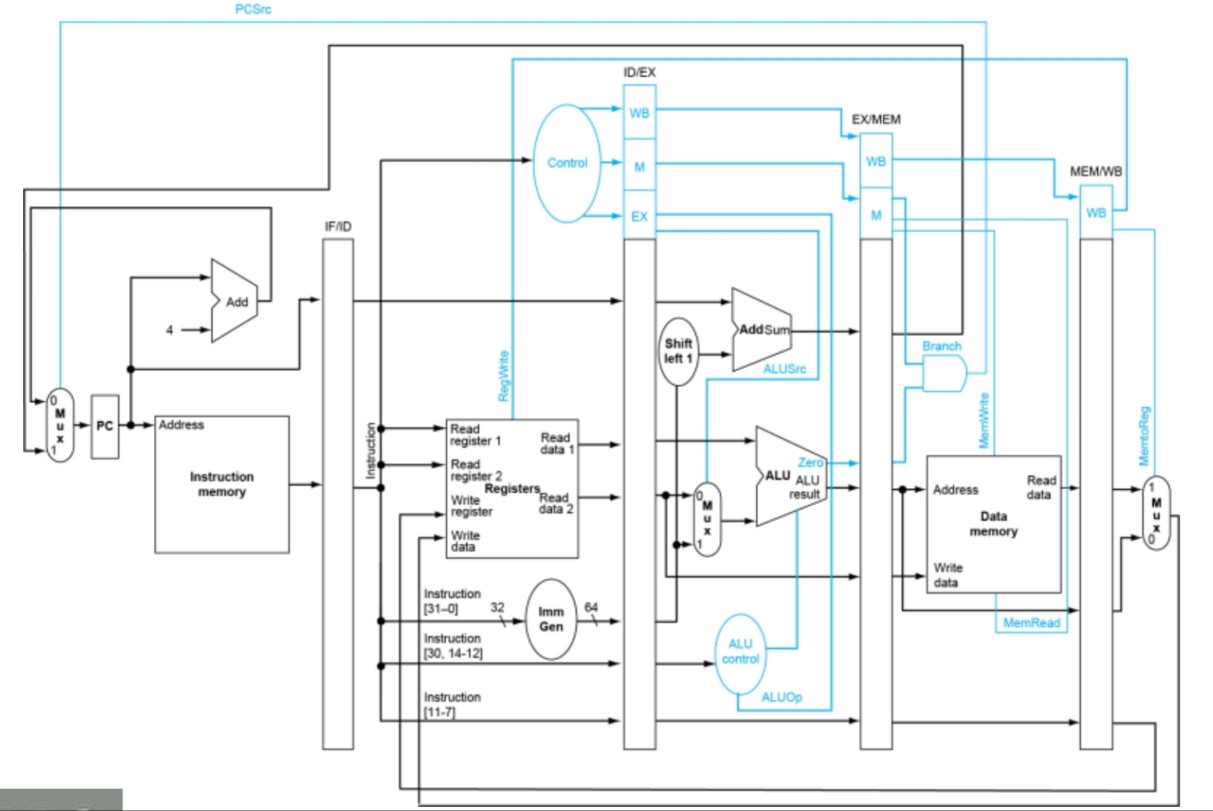 PCSrc
ID/EX
WB
EX/MEM
Control
M
WB
MEM/WB
EX
M
WB
IF/ID
Add
4
Add Sum
Shift
left 1
Branch
ALUSrc
RegWrite
MemWrite
MemtoReg
0
M
u
x
1
PC
Address
Instruction
memory
Instruction
Read
register 1
Read
data 1
Read
register 2
Registers
Write
register
Read
data 2
Write
data
Zero
ALU
ALU
result
0
M
u
x
1
Address
Read
data
Data
memory
Write
data
1
M
u
x
0
Instruction
[31–0]
32
Imm
Gen
64
MemRead
Instruction
[30, 14-12]
ALU
control
Instruction
[11-7]
ALUOp